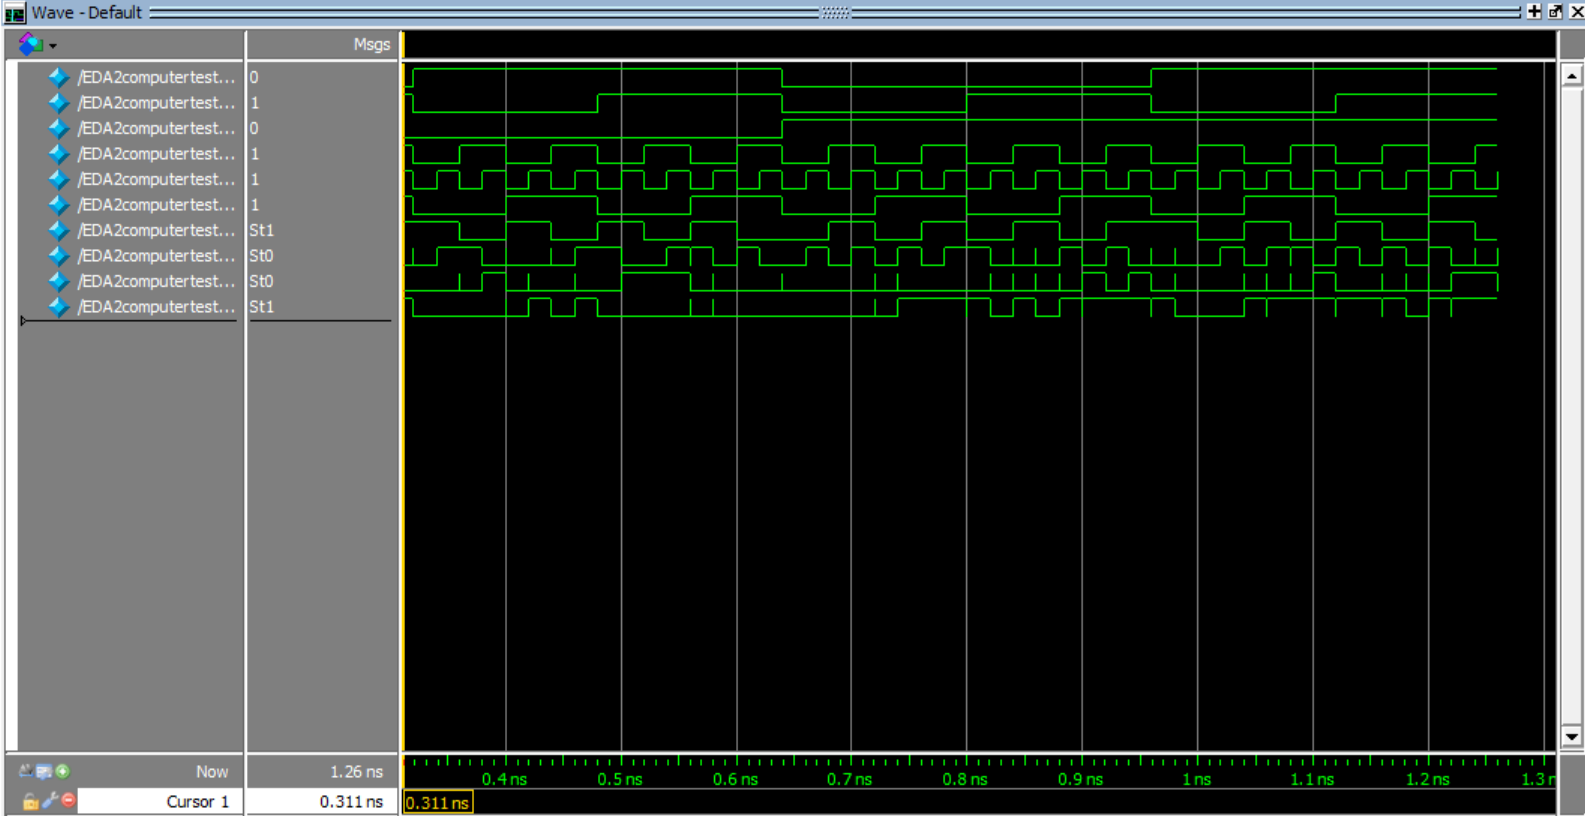 Wave - Default
Msgs
/EDA2computertest... 0
/EDA2computertest... 1
/EDA2computertest... 0
/EDA2computertest... 1
/EDA2computertest... 1
/EDA2computertest... 1
/EDA2computertest... St1
/EDA2computertest... St0
/EDA2computertest... St0
/EDA2computertest... St1
Now 1.26 ns
0.4 ns 0.5 ns 0.6 ns 0.7 ns 0.8 ns 0.9 ns 1 ns 1.1 ns 1.2 ns 1.3 n
Cursor 1 0.311 ns 0.311 ns